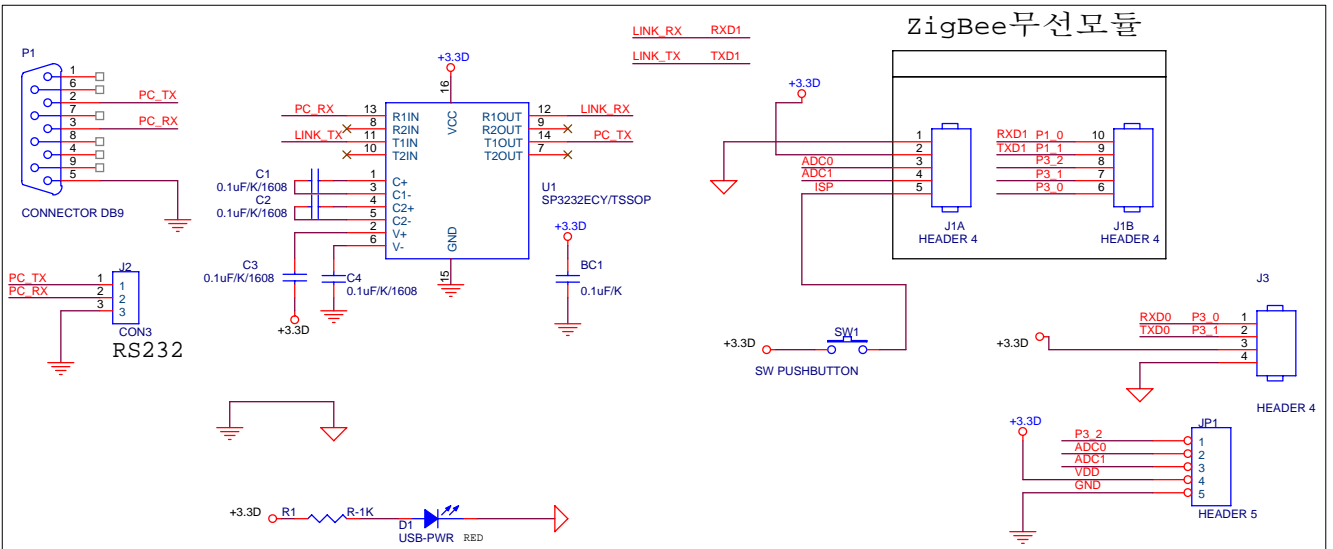 ZigBee무선모듈
LINK_RX RXD1
LINK_TX TXD1
P1
1
6
2 PC_TX
7
3 PC_RX
8
4
9
5
CONNECTOR DB9
+3.3D
16
VCC
PC_RX 13 R1IN
8 R2IN
LINK_TX 11 T1IN
10 T2IN
R1OUT 12 LINK_RX
R2OUT 9
T1OUT 14 PC_TX
T2OUT 7
1 C+
3 C1-
4 C2+
5 C2-
2 V+
6 V-
GND
15
C1
0.1uF/K/1608
C2
0.1uF/K/1608
U1
SP3232ECY/TSSOP
C3
0.1uF/K/1608
+3.3D
C4
0.1uF/K/1608
+3.3D
BC1
0.1uF/K
J2
PC_TX 1 1
PC_RX 2 2
3 3
CON3
RS232
+3.3D
1
2
ADC0 3
ADC1 4
ISP 5
J1A
HEADER 4
RXD1 P1_0 10
TXD1 P1_1 9
P3_2 8
P3_1 7
P3_0 6
J1B
HEADER 4
+3.3D
SW1
SW PUSHBUTTON
J3
RXD0 P3_0 1
TXD0 P3_1 2
+3.3D 3
4
HEADER 4
+3.3D
JP1
P3_2 1
ADC0 2
ADC1 3
VDD 4
GND 5
HEADER 5
+3.3D R1 R-1K
D1
USB-PWR RED